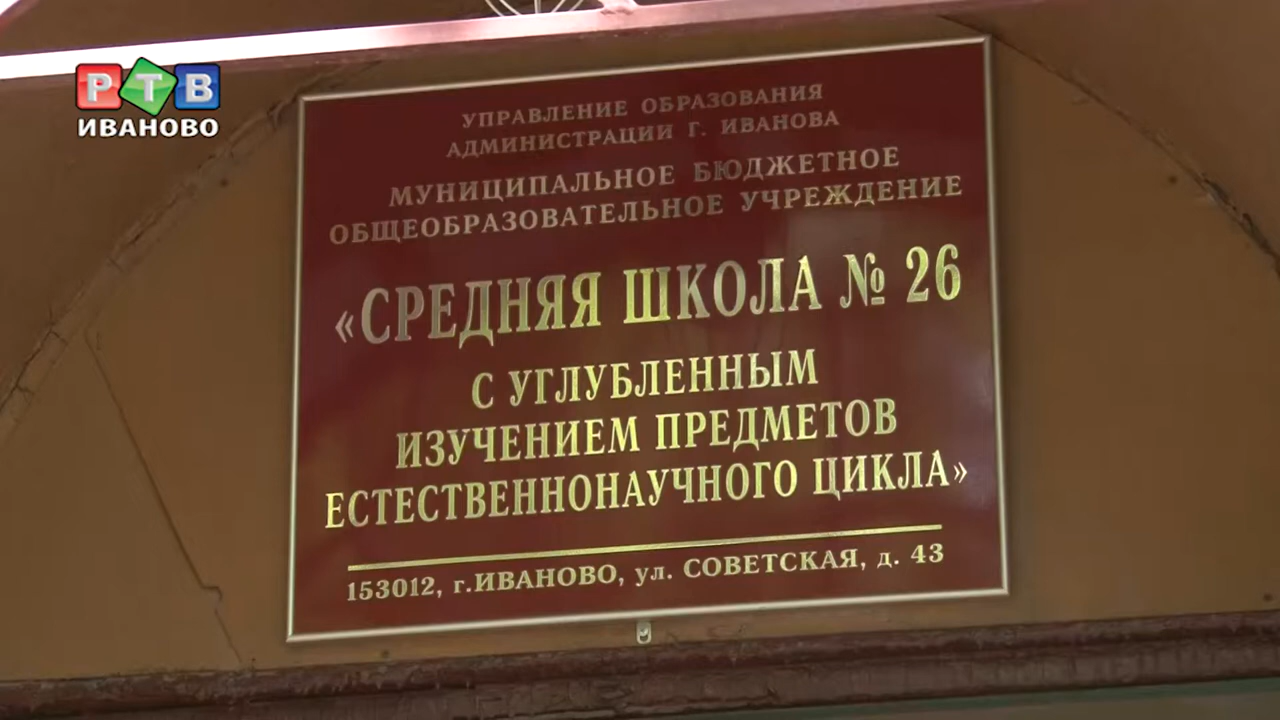 РТВ
ИВАНОВО
УПРАВЛЕНИЕ ОБРАЗОВАНИЯ
АДМИНИСТРАЦИИ Г. ИВАНОВА
МУНИЦИПАЛЬНОЕ БЮДЖЕТНОЕ
ОБЩЕОБРАЗОВАТЕЛЬНОЕ УЧРЕЖДЕНИЕ
«СРЕДНЯЯ ШКОЛА № 26
С УГЛУБЛЕННЫМ
ИЗУЧЕНИЕМ ПРЕДМЕТОВ
ЕСТЕСТВЕННОНАУЧНОГО ЦИКЛА»
153012, г.ИВАНОВО, ул. СОВЕТСКАЯ, д. 43